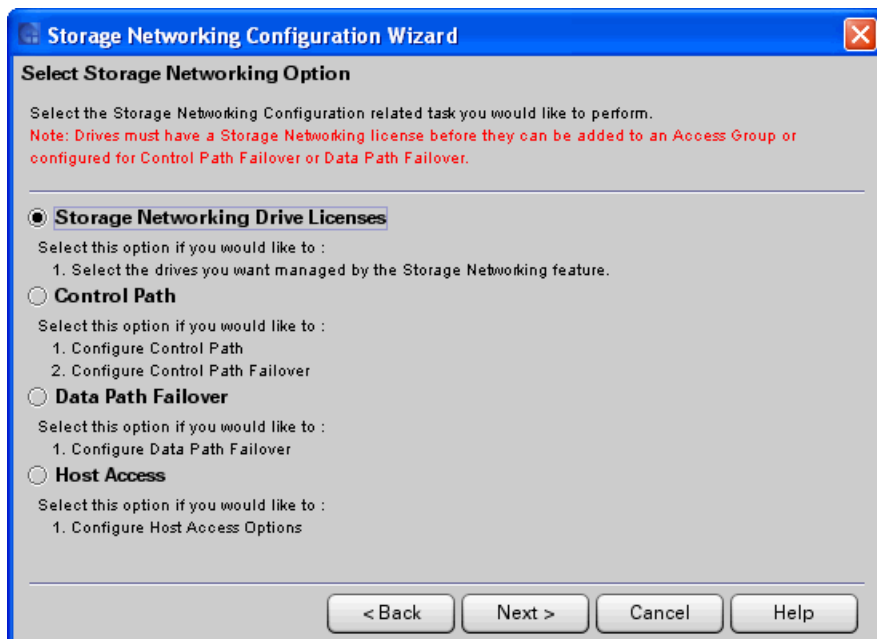 Storage Networking Configuration Wizard
Select Storage Networking Option
Select the Storage Networking Configuration related task you would like to perform.
Note: Drives must have a Storage Networking license before they can be added to an Access Group or
configured for Control Path Failover or Data Path Failover.
Storage Networking Drive Licenses
Select this option if you would like to :
1. Select the drives you want managed by the Storage Networking feature.
Control Path
Select this option if you would like to :
1. Configure Control Path
2. Configure Control Path Failover
Data Path Failover
Select this option if you would like to :
1. Configure Data Path Failover
Host Access
Select this option if you would like to :
1. Configure Host Access Options
< Back Next > Cancel Help